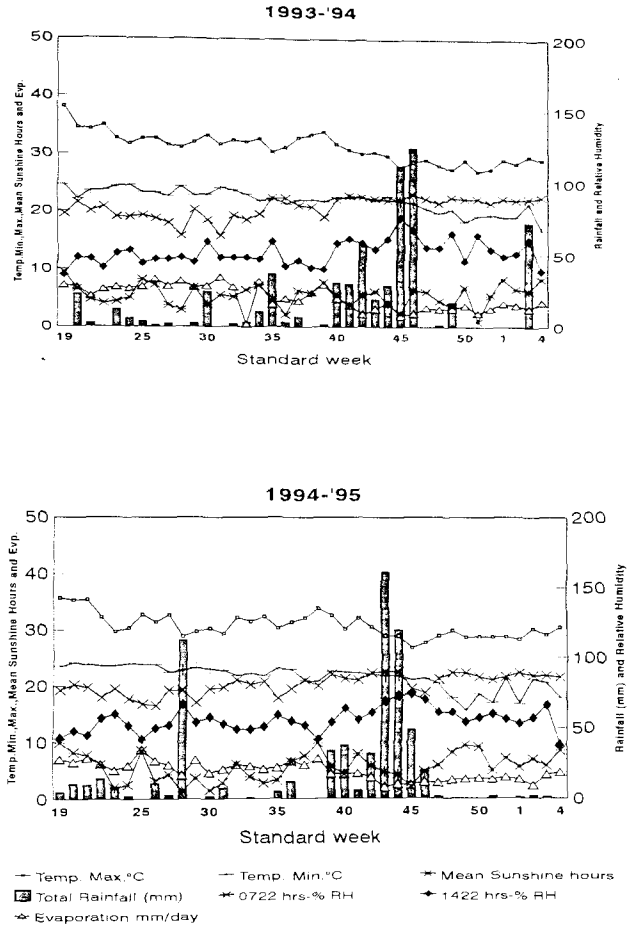 1993-'94
Temp.Min.,Max.,Mean Sunshine Hours and Evp.
Rainfall and Relative Humidity
50
40
30
20
10
0
200
150
100
50
0
19 25 30 35 40 45 50 1 4
Standard week
1994-'95
Temp.Min.,Max.,Mean Sunshine Hours and Evp.
Rainfall (mm) and Relative Humidity
50
40
30
20
10
0
200
150
100
50
0
19 25 30 35 40 45 50 1 4
Standard week
Temp. Max.°C Temp. Min.°C Mean Sunshine hours
Total Rainfall (mm) 0722 hrs-% RH 1422 hrs-% RH
Evaporation mm/day